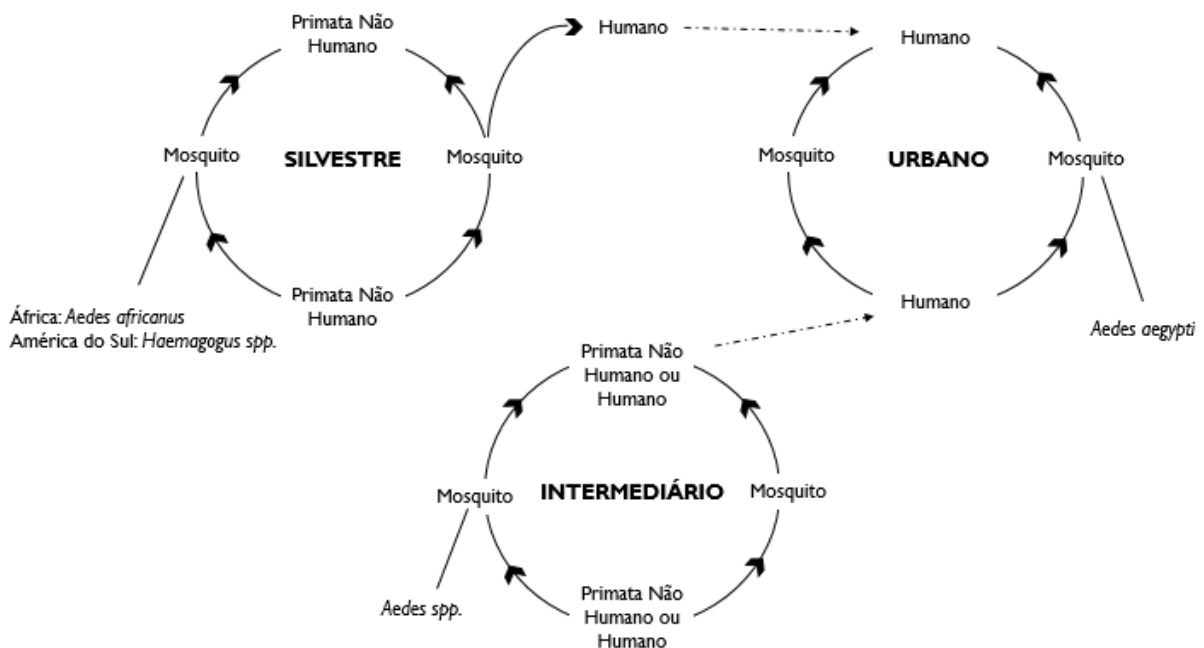 Primata Não
Humano
Mosquito
SILVESTRE
Mosquito
Primata Não
Humano
África: Aedes africanus
América do Sul: Haemagogus spp.
Humano
Humano
Mosquito
URBANO
Mosquito
Humano
Aedes aegypti
Primata Não
Humano ou
Humano
Mosquito
INTERMEDIÁRIO
Mosquito
Primata Não
Humano ou
Humano
Aedes spp.